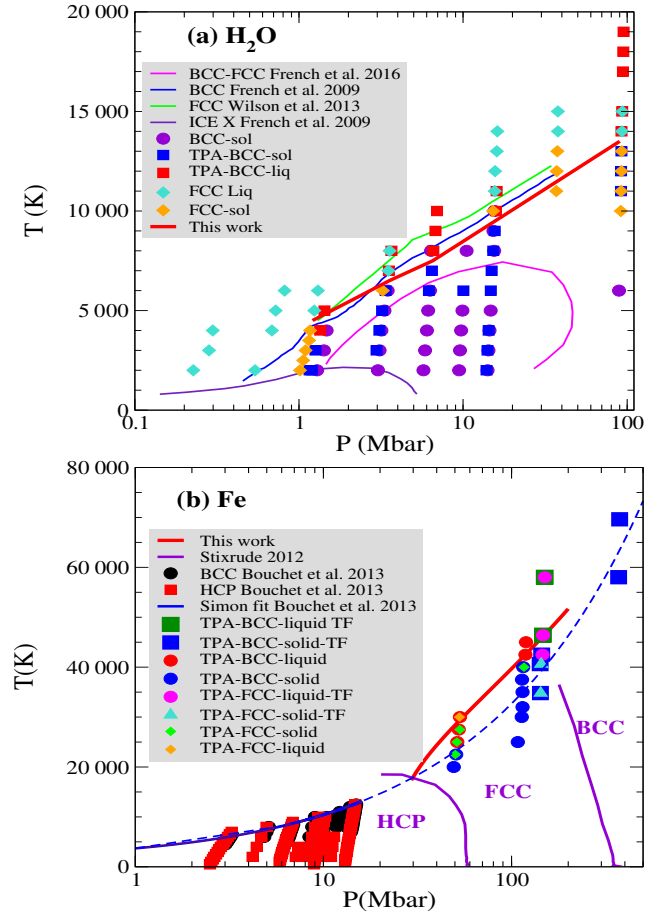 20 000
(a) H2O
BCC-FCC French et al. 2016
BCC French et al. 2009
FCC Wilson et al. 2013
ICE X French et al. 2009
BCC-sol
TPA-BCC-sol
TPA-BCC-liq
FCC Liq
FCC-sol
This work
15 000
10 000
5 000
0
T (K)
0.1 1 10 100
P (Mbar)
80 000
(b) Fe
This work
Stixrude 2012
BCC Bouchet et al. 2013
HCP Bouchet et al. 2013
Simon fit Bouchet et al. 2013
TPA-BCC-liquid TF
TPA-BCC-solid-TF
TPA-BCC-liquid
TPA-BCC-solid
TPA-FCC-liquid-TF
TPA-FCC-solid-TF
TPA-FCC-solid
TPA-FCC-liquid
60 000
40 000
20 000
0
T(K)
BCC
FCC
HCP
1 10 100
P(Mbar)